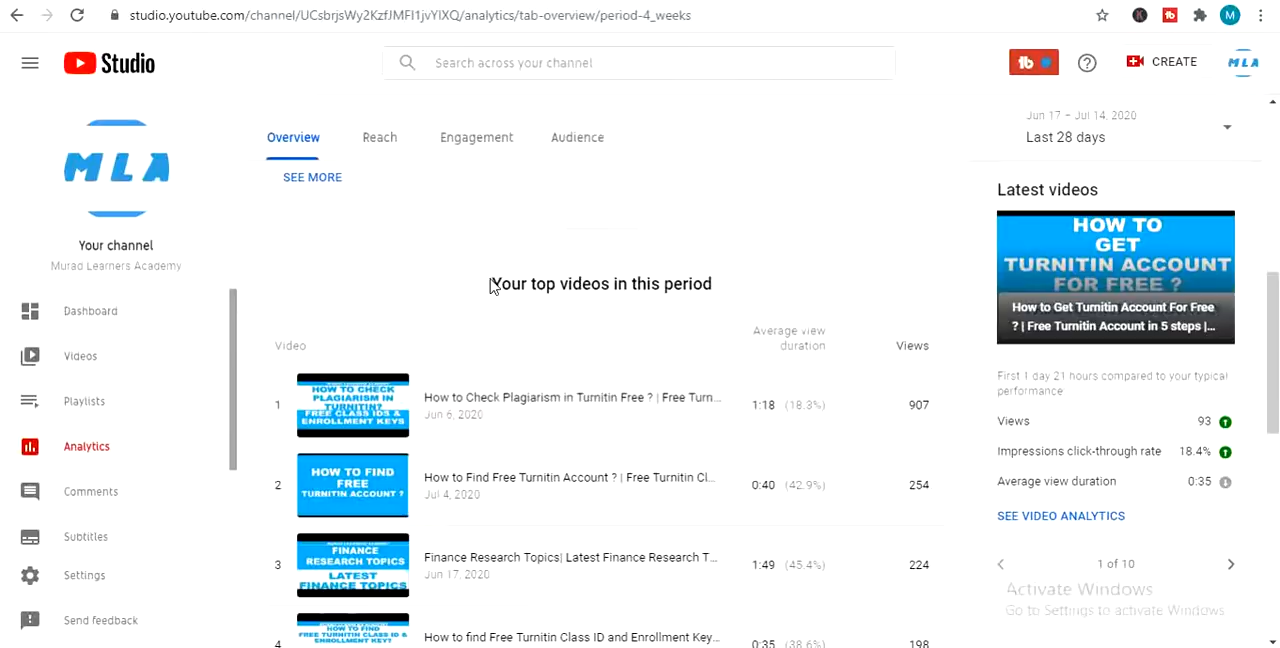 studio.youtube.com/channel/UCsbrjsWy2KzfJMFI1jvYIXQ/analytics/tab-overview/period-4_weeks
M
Studio
Search across your channel
CREATE
MLA
MLA
Your channel
Murad Learners Academy
Dashboard
Videos
Playlists
Analytics
Comments
Subtitles
Settings
Send feedback
Overview Reach Engagement Audience
SEE MORE
Your top videos in this period
Video Average view duration Views
1 HOW TO CHECK PLAGIARISM IN TURNITIN? FREE CLASS IDS & ENROLLMENT KEYS How to Check Plagiarism in Turnitin Free ? | Free Turn... 1:18 (18.3%) 907
Jun 6, 2020
2 HOW TO FIND FREE TURNITIN ACCOUNT ? How to Find Free Turnitin Account ? | Free Turnitin Cl... 0:40 (42.9%) 254
Jul 4, 2020
3 FINANCE RESEARCH TOPICS LATEST FINANCE TOPICS Finance Research Topics| Latest Finance Research T... 1:49 (45.4%) 224
Jun 17, 2020
4 HOW TO FIND FREE TURNITIN CLASS ID & ENROLLMENT KEY? How to find Free Turnitin Class ID and Enrollment Key... 0:35 (38.6%) 198
Jun 17 – Jul 14, 2020
Last 28 days
Latest videos
HOW TO
GET
TURNITIN ACCOUNT
FOR FREE ?
How to Get Turnitin Account For Free
? | Free Turnitin Account in 5 steps |...
First 1 day 21 hours compared to your typical
performance
Views 93
Impressions click-through rate 18.4%
Average view duration 0:35
SEE VIDEO ANALYTICS
1 of 10
Activate Windows
Go to Settings to activate Windows